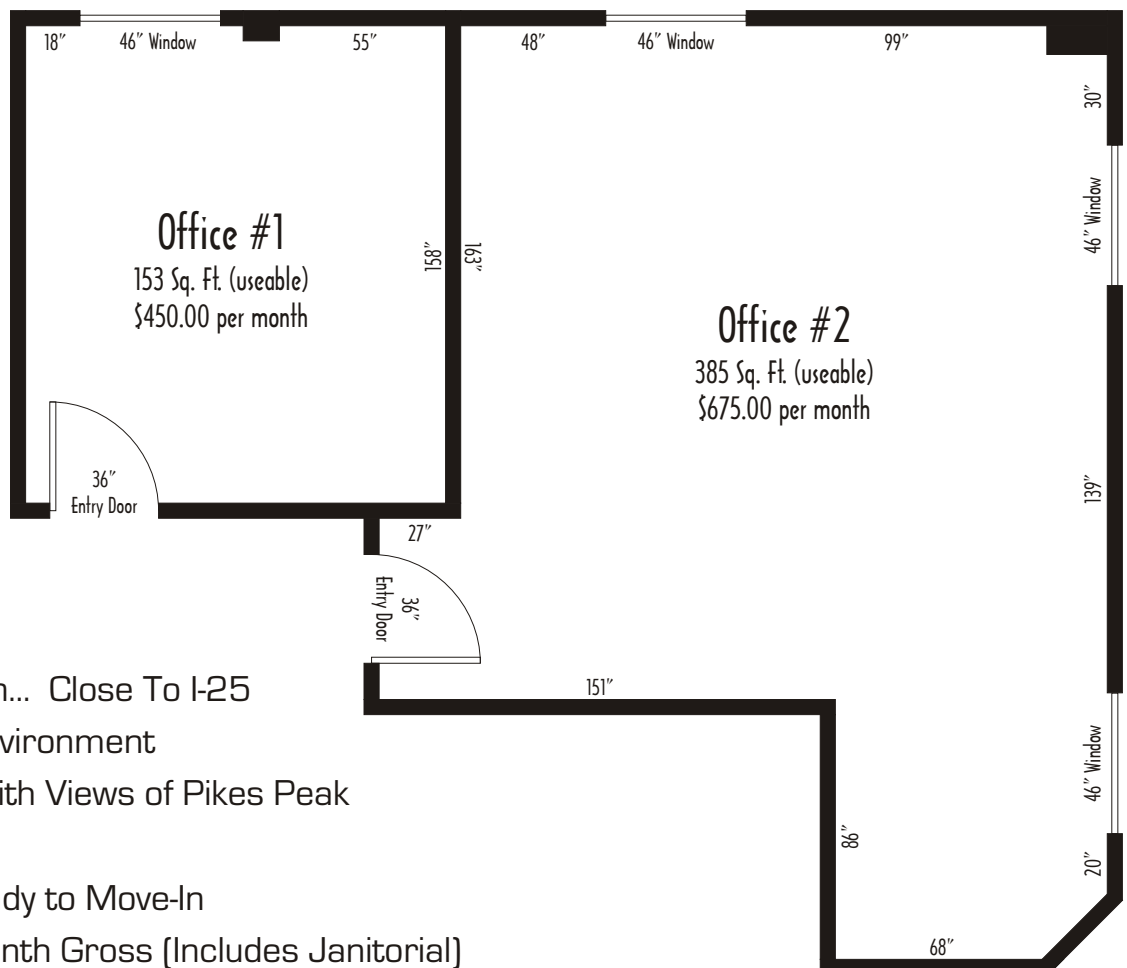 18" 46" Window 55" 48" 46" Window 99"
30"
46" Window
Office #1
153 Sq. Ft. (useable)
$450.00 per month
158"
163"
Office #2
385 Sq. Ft. (useable)
$675.00 per month
36"
Entry Door
139"
27"
36"
Entry Door
151"
46" Window
86"
20"
68"
n... Close To I-25
vironment
ith Views of Pikes Peak
dy to Move-In
nth Gross (Includes Janitorial)